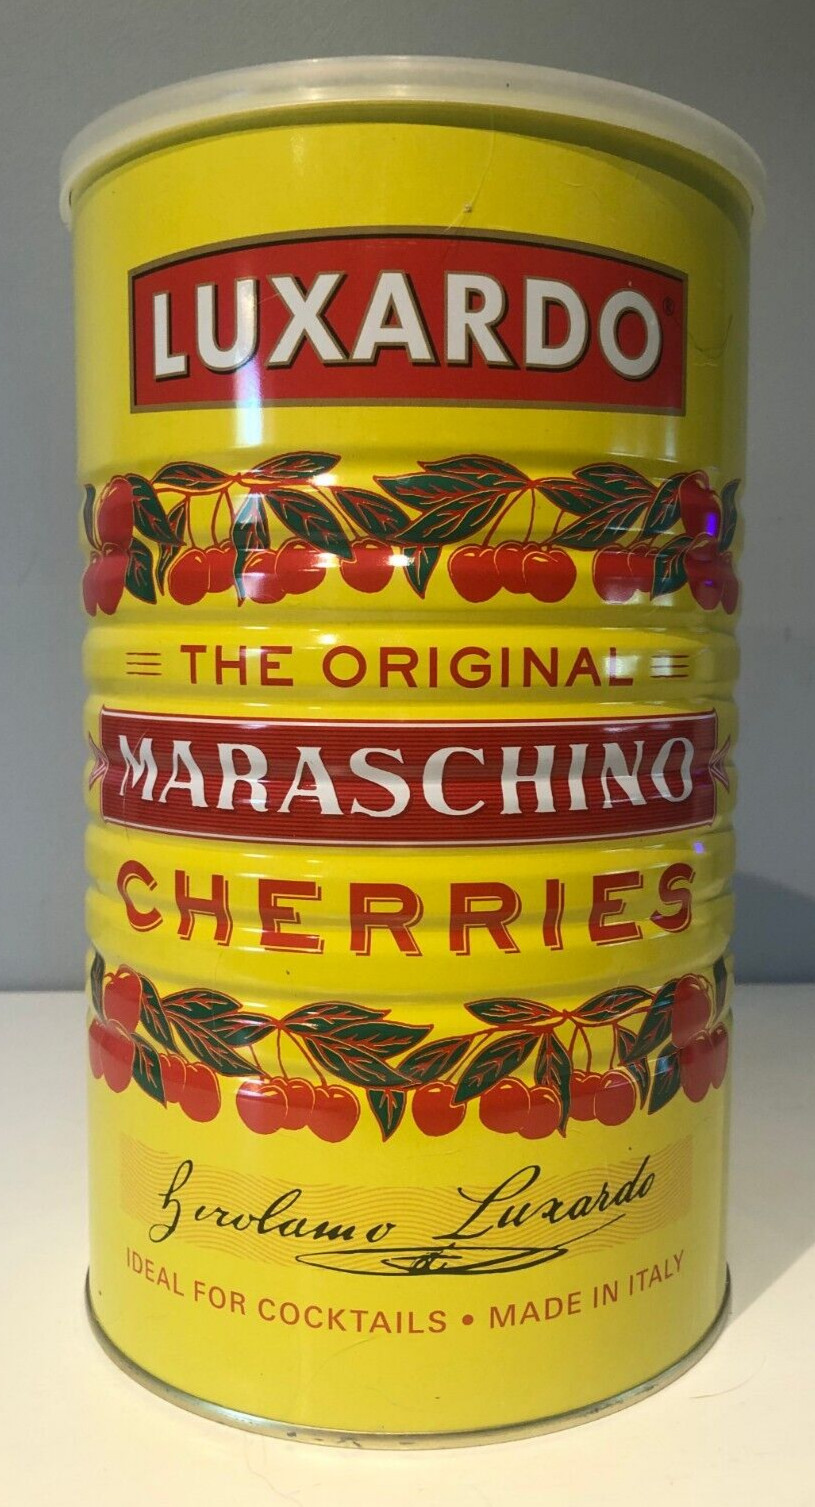 LUXARDO®
THE ORIGINAL
MARASCHINO
CHERRIES
Girolamo Luxardo
IDEAL FOR COCKTAILS • MADE IN ITALY